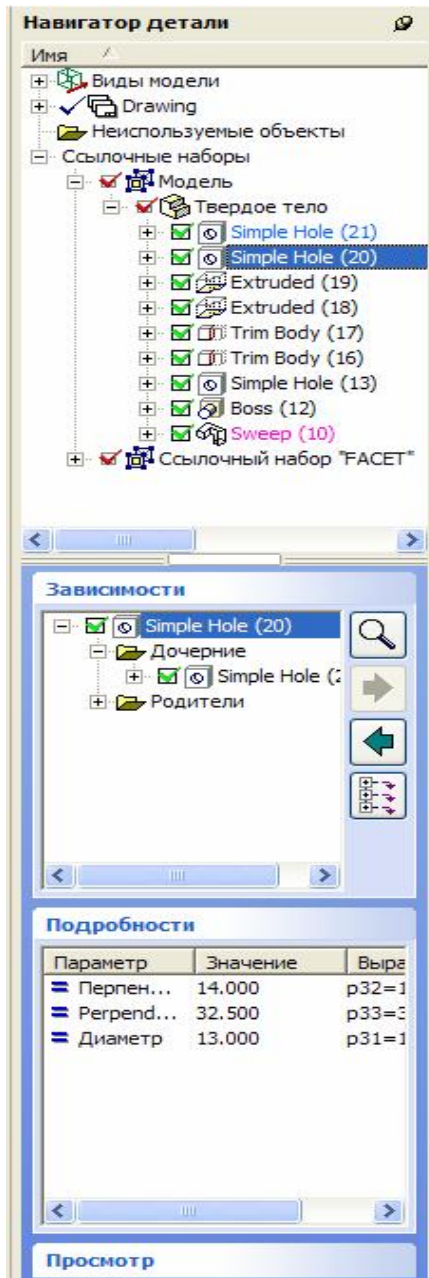 Навигатор детали
Имя
Виды модели
Drawing
Неиспользуемые объекты
Ссылочные наборы
Модель
Твердое тело
Simple Hole (21)
Simple Hole (20)
Extruded (19)
Extruded (18)
Trim Body (17)
Trim Body (16)
Simple Hole (13)
Boss (12)
Sweep (10)
Ссылочный набор "FACET"
Зависимости
Simple Hole (20)
Дочерние
Simple Hole (2
Родители
Подробности
Параметр Значение Выра
Перпен... 14.000 p32=1
Perpend... 32.500 p33=3
Диаметр 13.000 p31=1
Просмотр